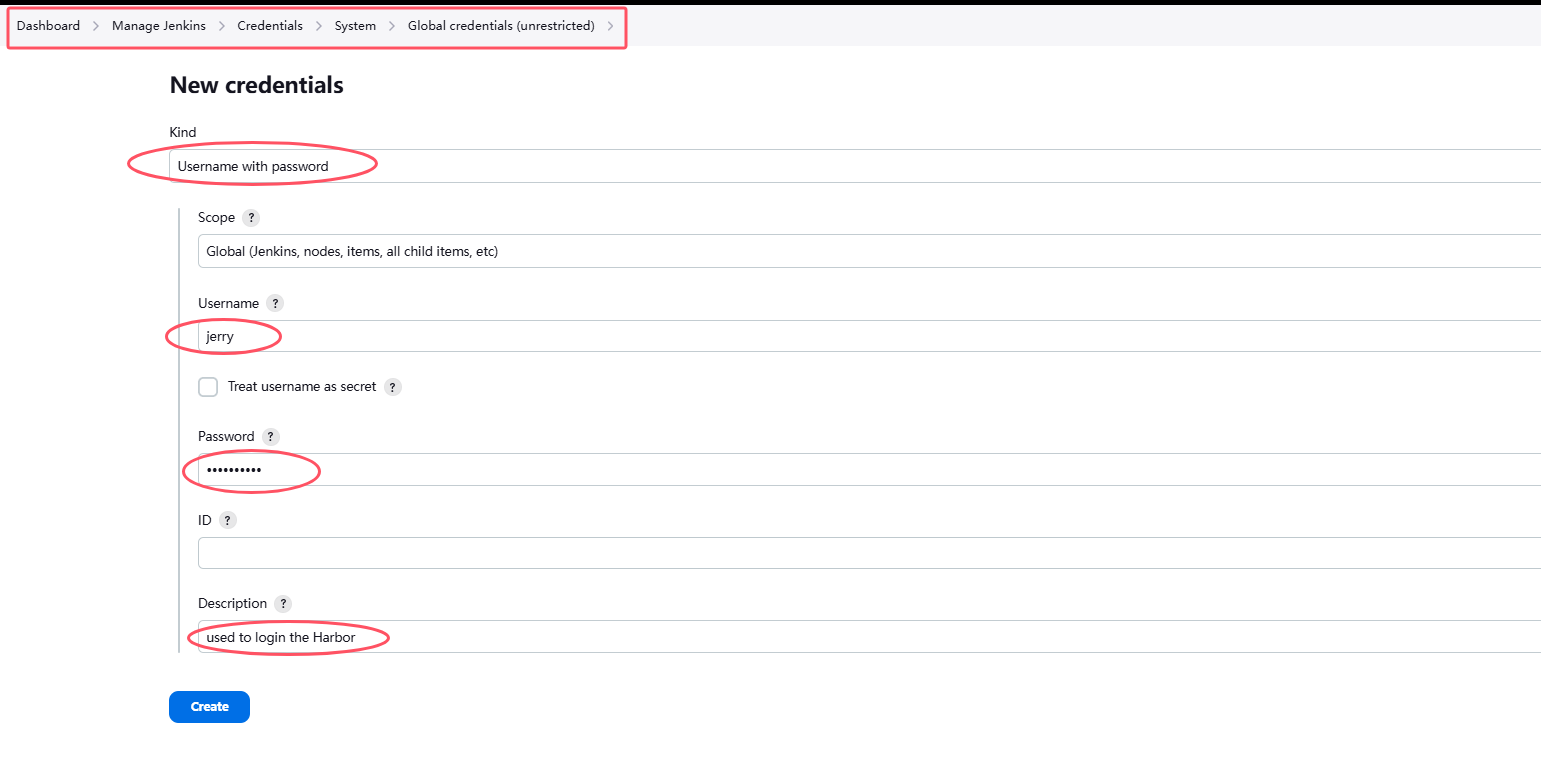 Dashboard > Manage Jenkins > Credentials > System > Global credentials (unrestricted) >
New credentials
Kind
Username with password
Scope ?
Global (Jenkins, nodes, items, all child items, etc)
Username ?
jerry
Treat username as secret ?
Password ?
••••••••••
ID ?
Description ?
used to login the Harbor
Create